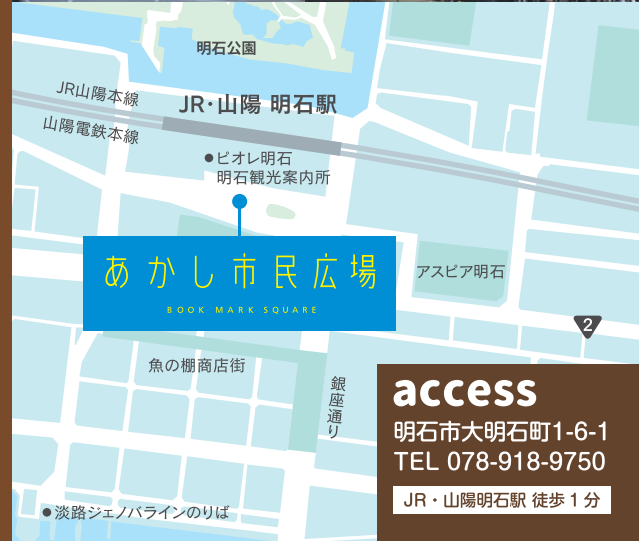 明石公園
JR山陽本線
JR・山陽 明石駅
山陽電鉄本線
ビオレ明石
明石観光案内所
あかし市民広場
BOOK MARK SQUARE
アスピア明石
2
魚の棚商店街
銀座通り
access
明石市大明石町1-6-1
TEL 078-918-9750
JR・山陽明石駅 徒歩1分
淡路ジェノバラインのりば